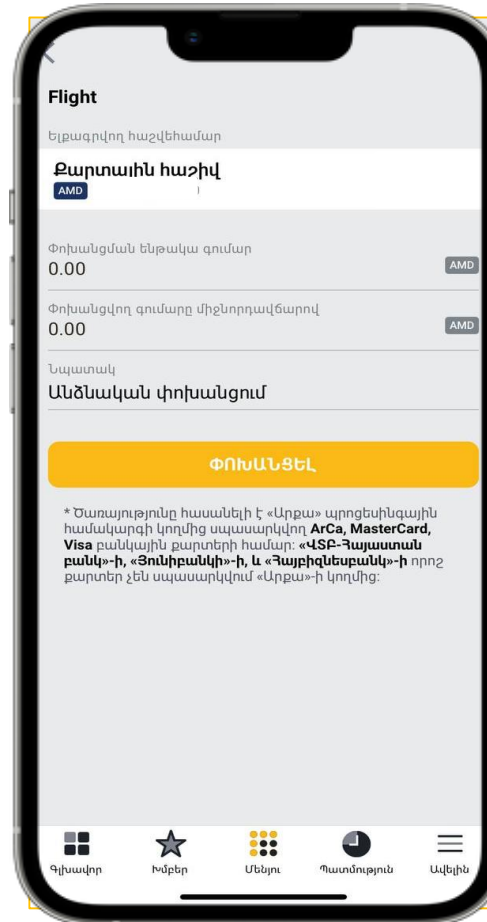 Flight
Ելքագրվող հաշվեհամար
Քարտային հաշիվ
AMD
Փոխանցման ենթակա գումար
0.00
AMD
Փոխանցվող գումարը միջնորդավճարով
0.00
AMD
Նպատակ
Անձնական փոխանցում
ՓՈԽԱՆՑԵԼ
* Ծառայությունը հասանելի է «Արքա» պրոցեսինգային
համակարգի կողմից սպասարկվող ArCa, MasterCard,
Visa բանկային քարտերի համար: «ՎՏԲ-Հայաստան
բանկ»-ի, «Յունիբանկի»-ի, և «Հայբիզնեսբանկ»-ի որոշ
քարտեր չեն սպասարկվում «Արքա»-ի կողմից:
Գլխավոր
Խմբեր
Մենյու
Պատմություն
Ավելին